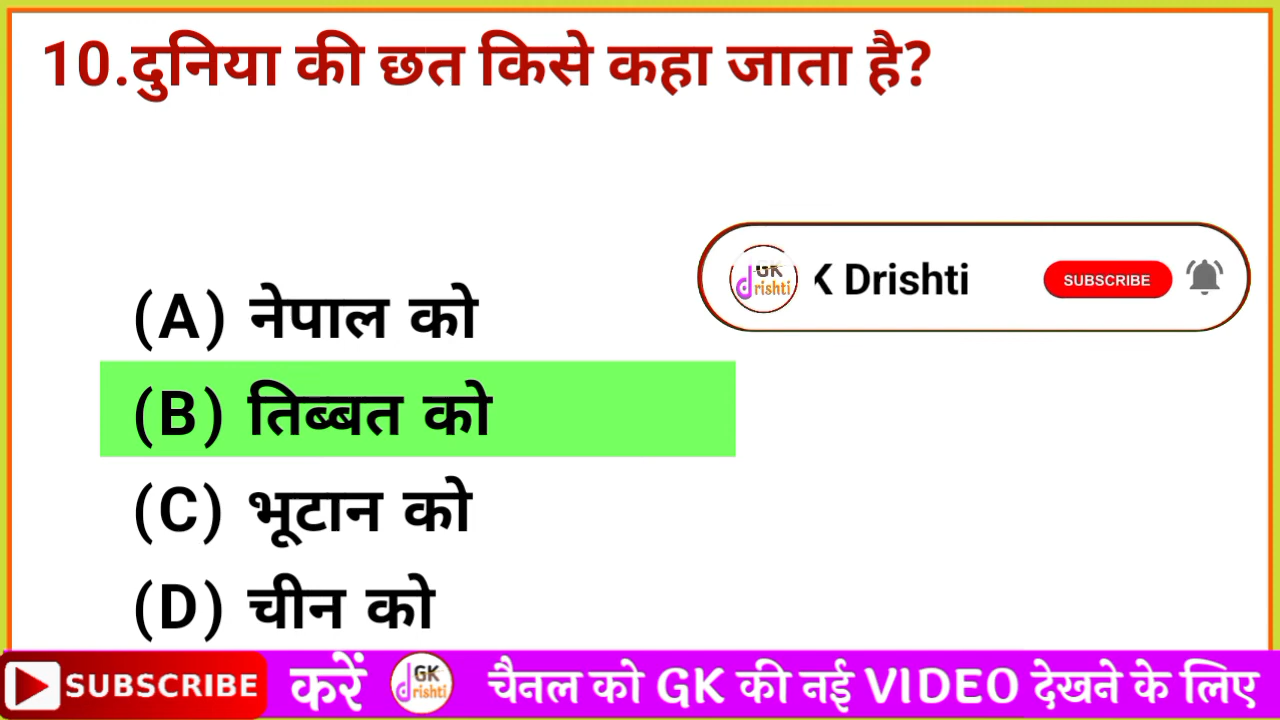 10.दुनिया की छत किसे कहा जाता है?
GK drishti K Drishti SUBSCRIBE
(A) नेपाल को
(B) तिब्बत को
(C) भूटान को
(D) चीन को
SUBSCRIBE करें GK drishti चैनल को GK की नई VIDEO देखने के लिए